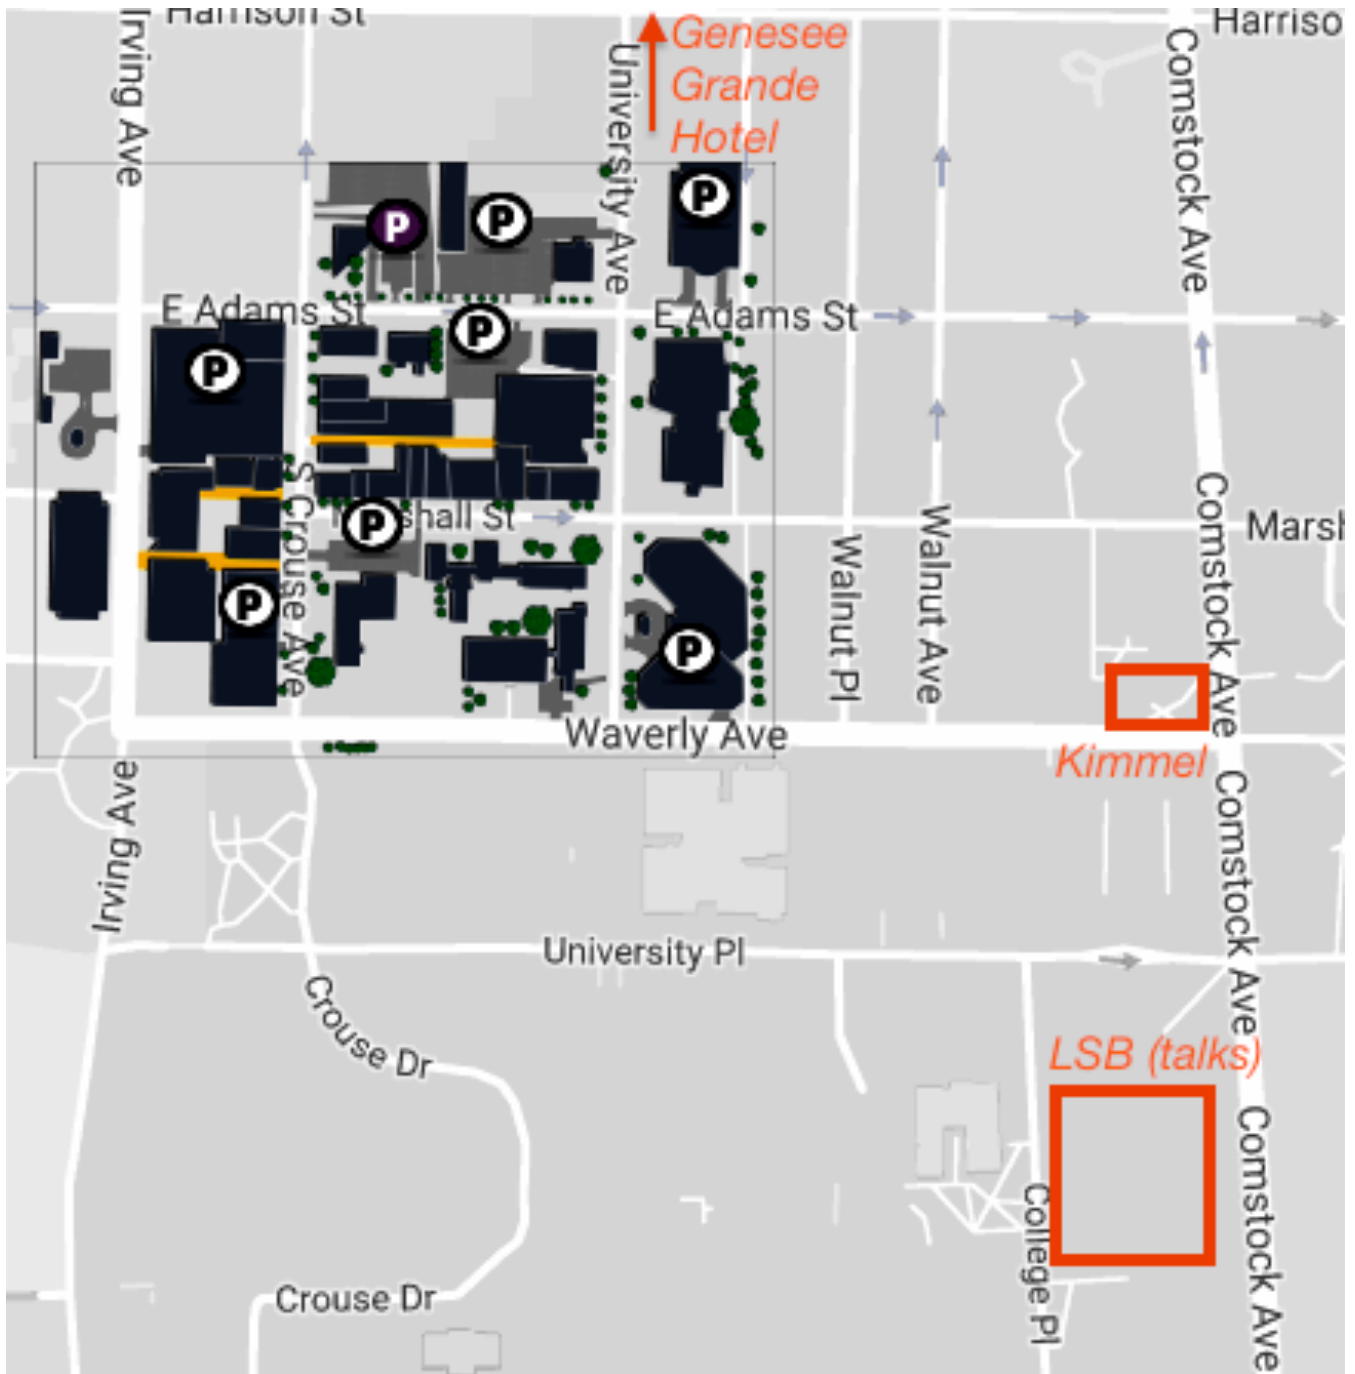 Harrison St
Harriso
Irving Ave
University Ave
Genesee
Grande
Hotel
Comstock Ave
P
P
P
E Adams St
E Adams St
P
P
S Crouse Ave
shall St
P
Walnut Pl
Walnut Ave
Comstock Ave
Marsh
P
P
Waverly Ave
Kimmel
Irving Ave
Comstock Ave
University Pl
Crouse Dr
LSB (talks)
Comstock Ave
College Pl
Crouse Dr